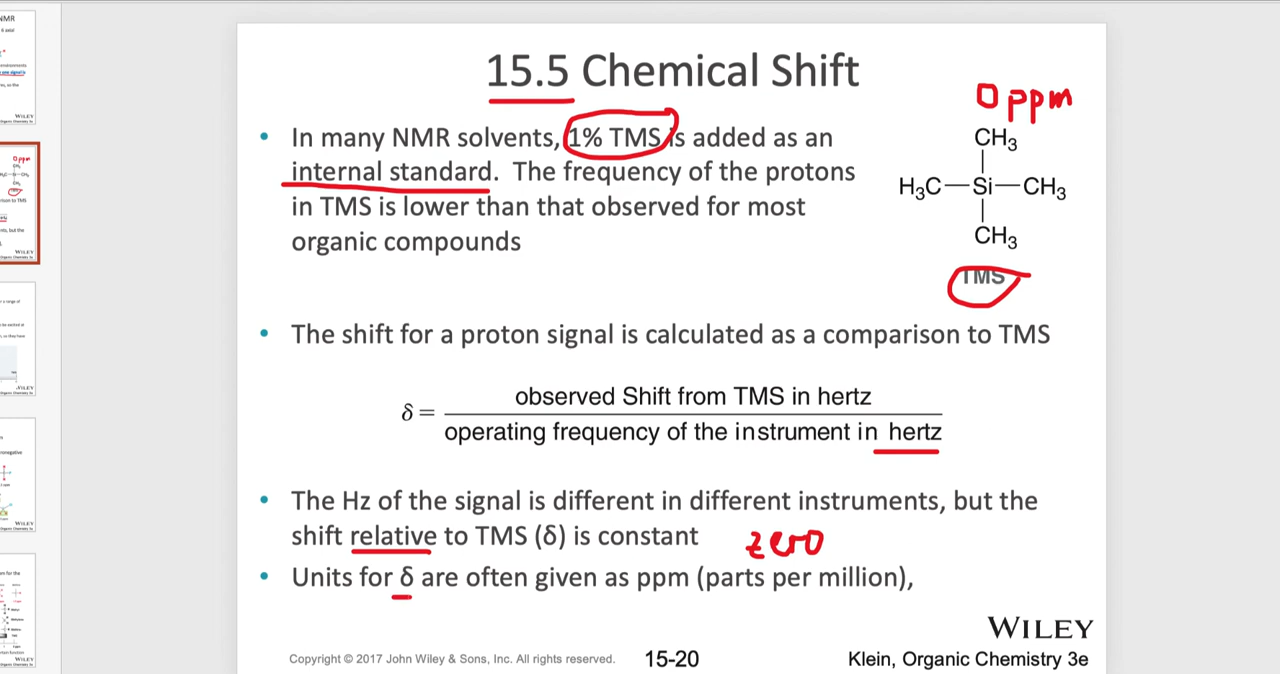 NMR
WILEY
15.5 Chemical Shift
0 ppm
• In many NMR solvents, 1% TMS is added as an
internal standard. The frequency of the protons
in TMS is lower than that observed for most
organic compounds
CH3
H3C—Si—CH3
CH3
TMS
• The shift for a proton signal is calculated as a comparison to TMS
δ = observed Shift from TMS in hertz
operating frequency of the instrument in hertz
• The Hz of the signal is different in different instruments, but the
shift relative to TMS (δ) is constant
zero
• Units for δ are often given as ppm (parts per million),
WILEY
Copyright © 2017 John Wiley & Sons, Inc. All rights reserved.
15-20
Klein, Organic Chemistry 3e